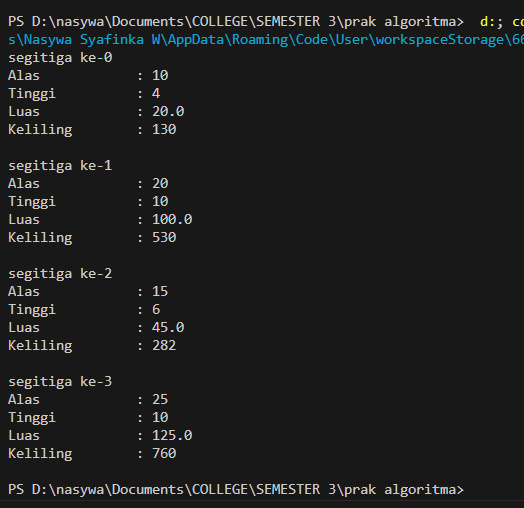 PS D:\nasywa\Documents\COLLEGE\SEMESTER 3\prak algoritma>  d:; 
s\Nasywa Syafinka W\AppData\Roaming\Code\User\workspaceStorage\66
segitiga ke-0
Alas : 10
Tinggi : 4
Luas : 20.0
Keliling : 130
segitiga ke-1
Alas : 20
Tinggi : 10
Luas : 100.0
Keliling : 530
segitiga ke-2
Alas : 15
Tinggi : 6
Luas : 45.0
Keliling : 282
segitiga ke-3
Alas : 25
Tinggi : 10
Luas : 125.0
Keliling : 760
PS D:\nasywa\Documents\COLLEGE\SEMESTER 3\prak algoritma>